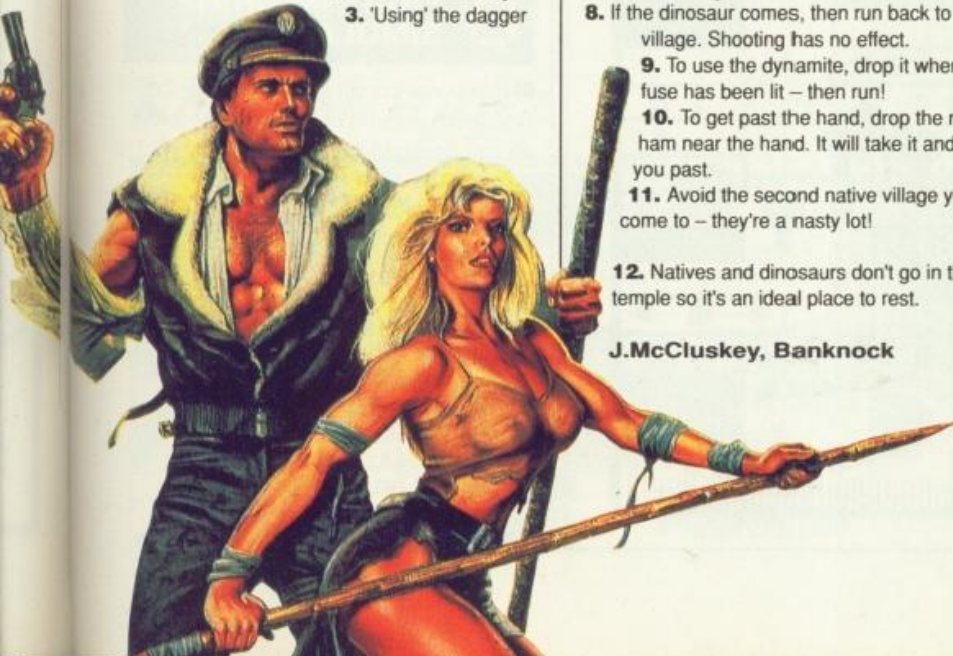 3. 'Using' the dagger
8. If the dinosaur comes, then run back to
village. Shooting has no effect.
9. To use the dynamite, drop it when
fuse has been lit – then run!
10. To get past the hand, drop the
ham near the hand. It will take it and
you past.
11. Avoid the second native village
come to – they're a nasty lot!
12. Natives and dinosaurs don't go in
temple so it's an ideal place to rest.
J.McCluskey, Banknock